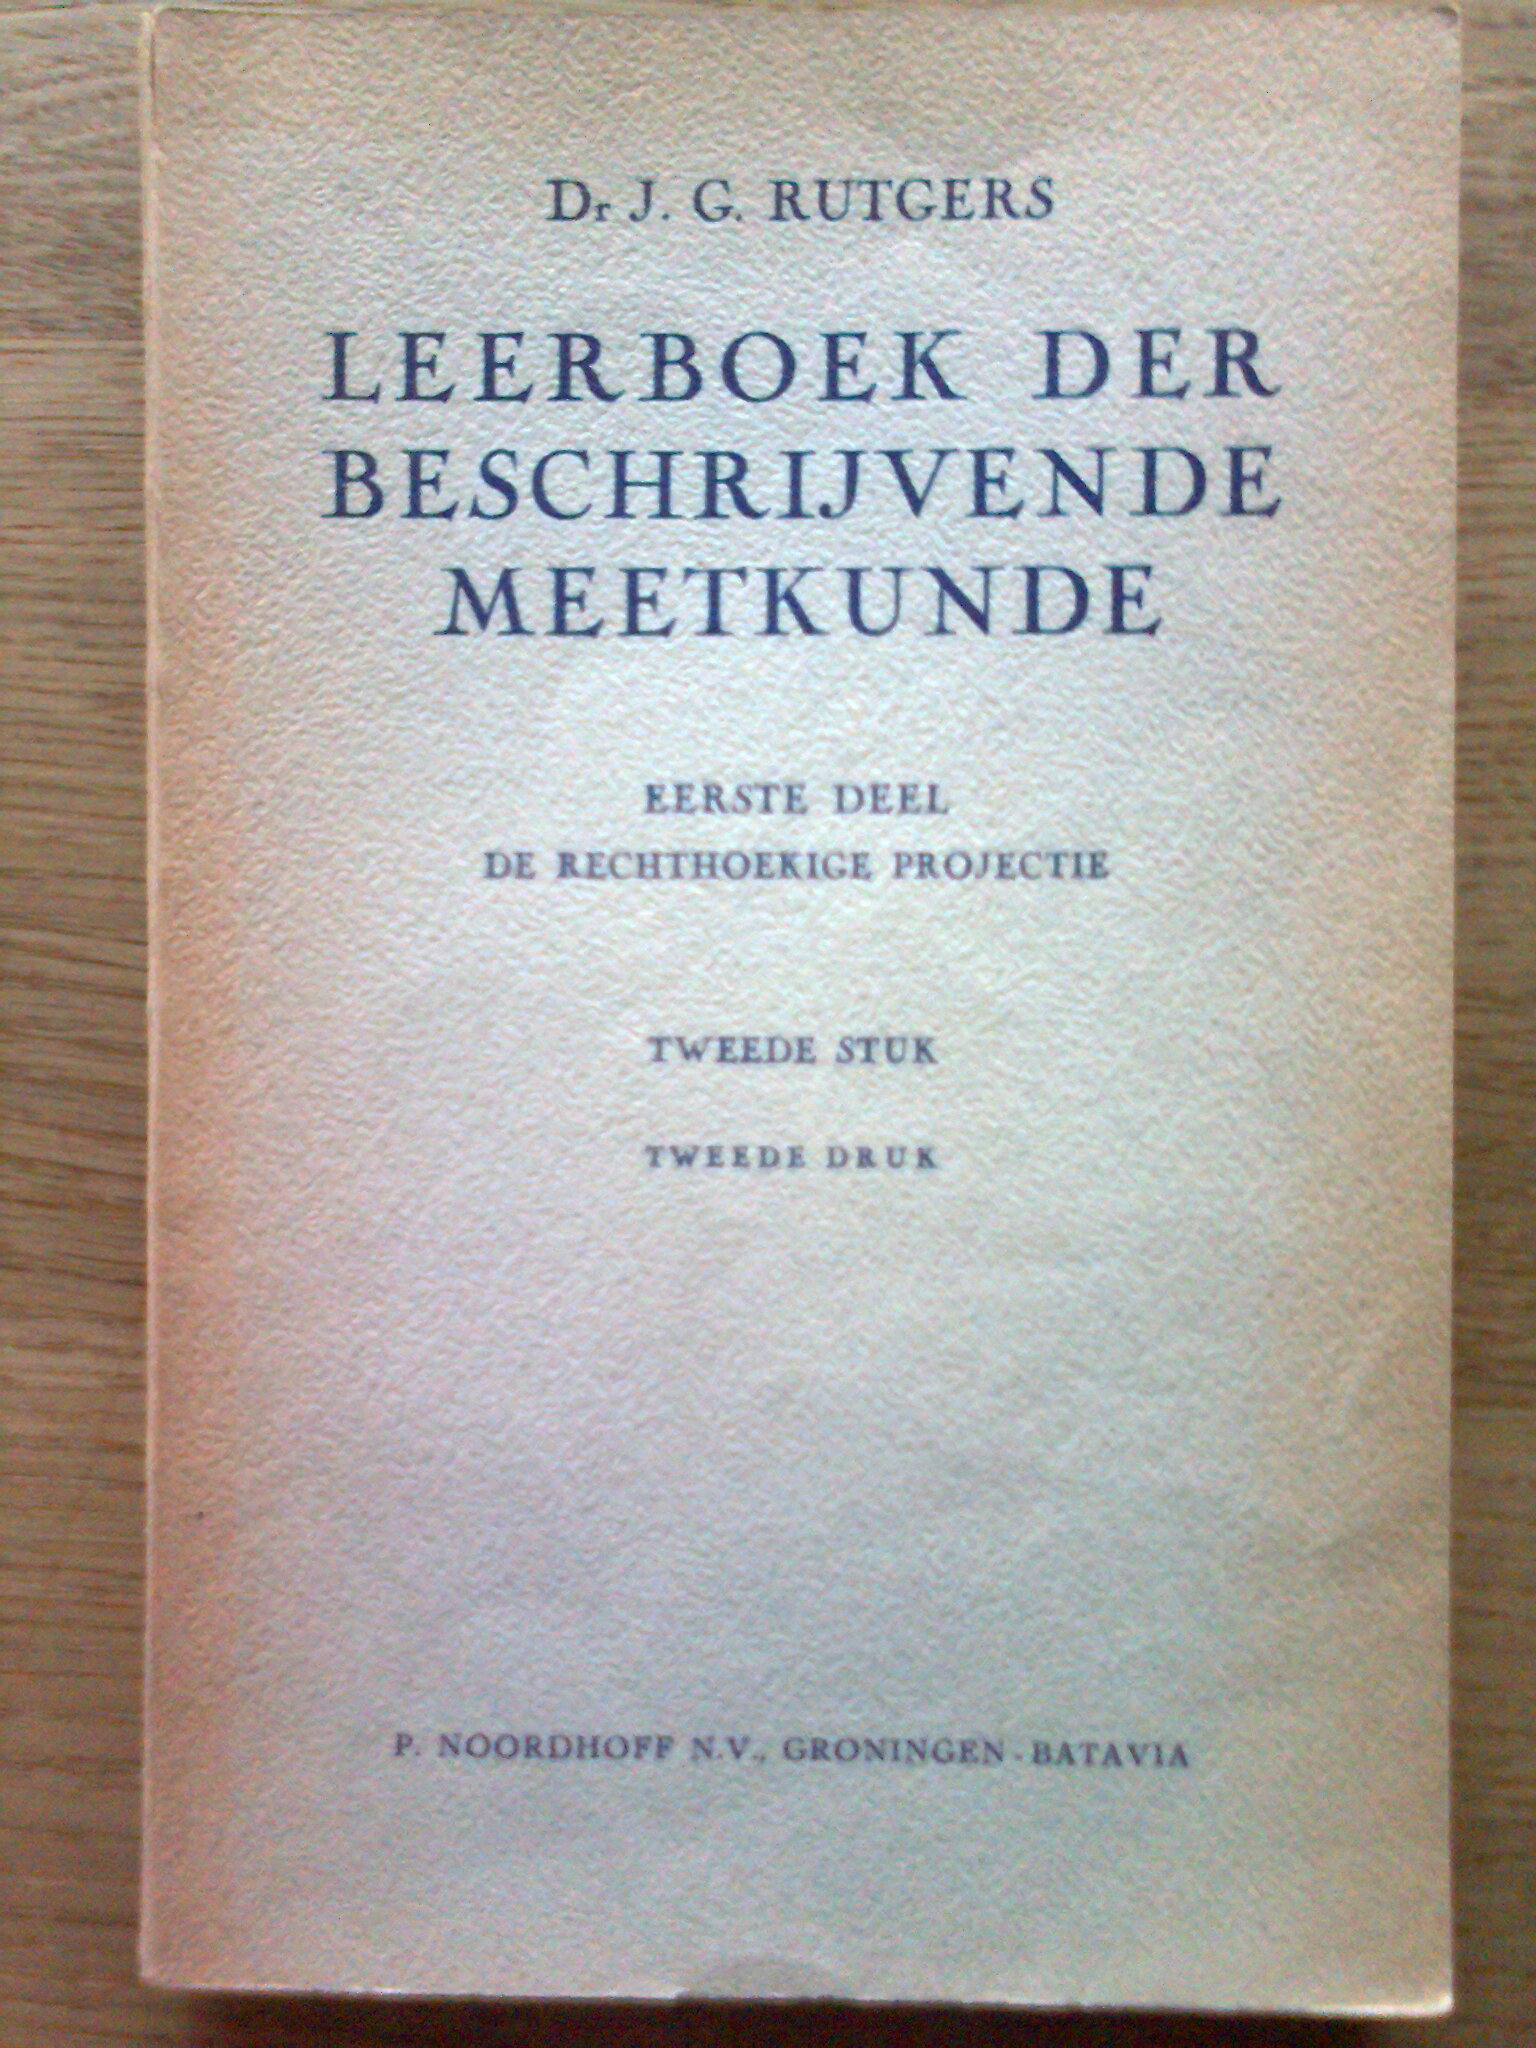 Dr J. G. RUTGERS
LEERBOEK DER
BESCHRIJVENDE
MEETKUNDE
EERSTE DEEL
DE RECHTHOEKIGE PROJECTIE
TWEEDE STUK
TWEEDE DRUK
P. NOORDHOFF N.V., GRONINGEN - BATAVIA